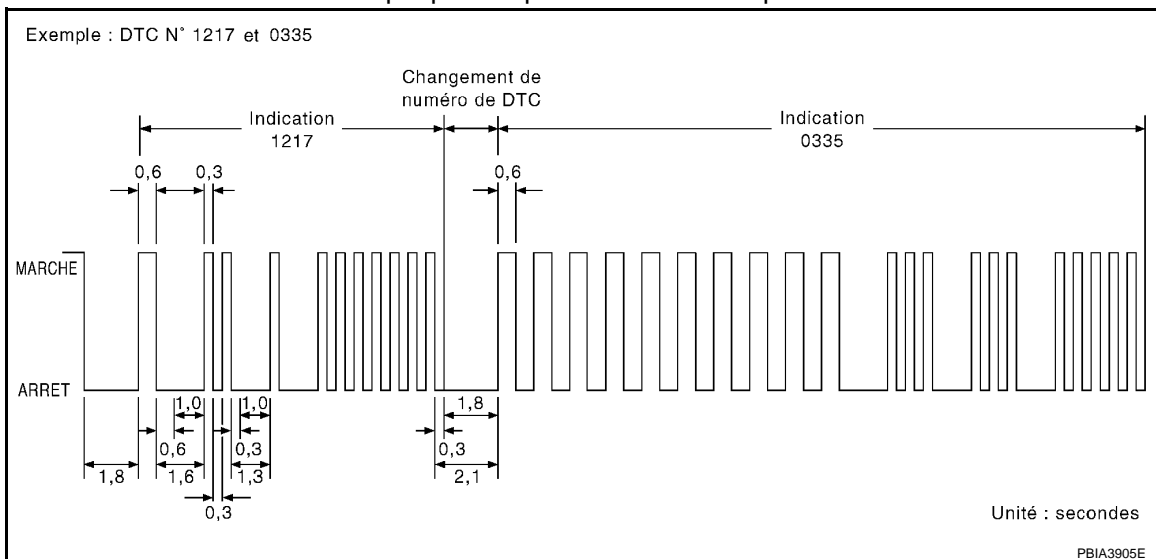 Exemple : DTC N° 1217 et 0335
Changement de
numéro de DTC
Indication
1217
Indication
0335
0,6
0,3
0,6
MARCHE
ARRET
1,0
1,0
1,8
0,6
0,3
0,3
1,8
1,6
1,3
2,1
0,3
Unité : secondes
PBIA3905E